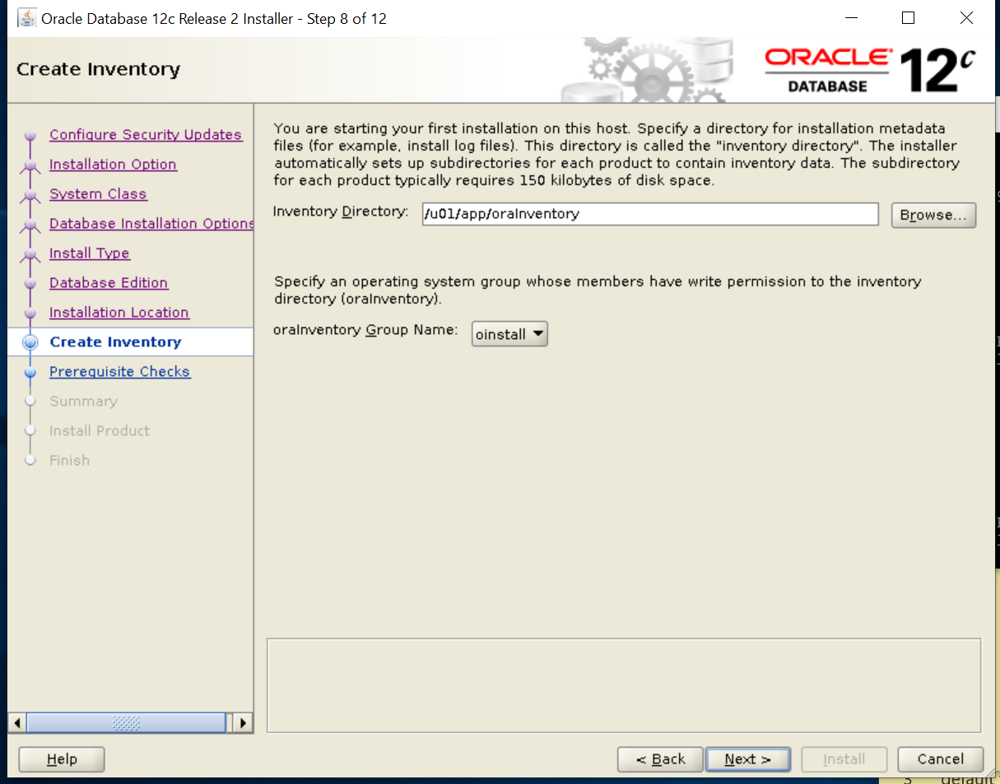 Oracle Database 12c Release 2 Installer - Step 8 of 12
Create Inventory
ORACLE
DATABASE
12c
Configure Security Updates
Installation Option
System Class
Database Installation Options
Install Type
Database Edition
Installation Location
Create Inventory
Prerequisite Checks
Summary
Install Product
Finish
You are starting your first installation on this host. Specify a directory for installation metadata
files (for example, install log files). This directory is called the "inventory directory". The installer
automatically sets up subdirectories for each product to contain inventory data. The subdirectory
for each product typically requires 150 kilobytes of disk space.
Inventory Directory: /u01/app/oraInventory Browse...
Specify an operating system group whose members have write permission to the inventory
directory (oraInventory).
oraInventory Group Name: oinstall
Help < Back Next > Install Cancel